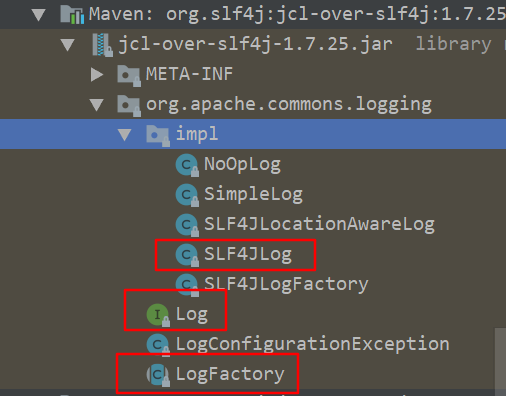 Maven: org.slf4j:jcl-over-slf4j:1.7.25
jcl-over-slf4j-1.7.25.jar library
META-INF
org.apache.commons.logging
impl
NoOpLog
SimpleLog
SLF4JLocationAwareLog
SLF4JLog
SLF4JLogFactory
Log
LogConfigurationException
LogFactory